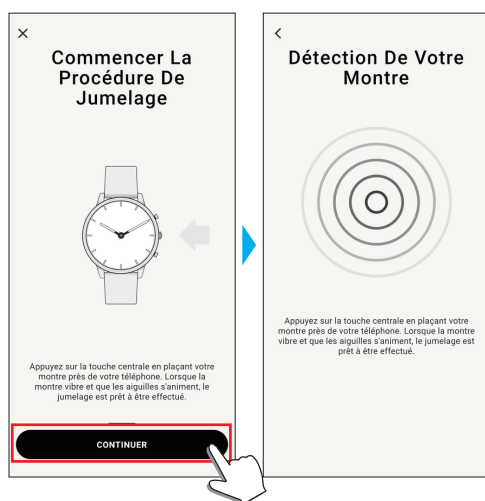 Commencer La
Procédure De
Jumelage
Appuyez sur la touche centrale en plaçant votre
montre près de votre téléphone. Lorsque la
montre vibre et que les aiguilles s'animent, le
jumelage est prêt à être effectué.
CONTINUER
Détection De Votre
Montre
Appuyez sur la touche centrale en plaçant votre
montre près de votre téléphone. Lorsque la montre
vibre et que les aiguilles s'animent, le jumelage est
prêt à être effectué.